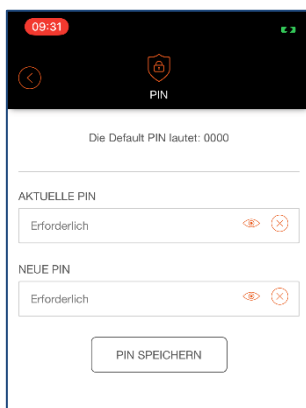 09:31
PIN
Die Default PIN lautet: 0000
AKTUELLE PIN
Erforderlich
NEUE PIN
Erforderlich
PIN SPEICHERN